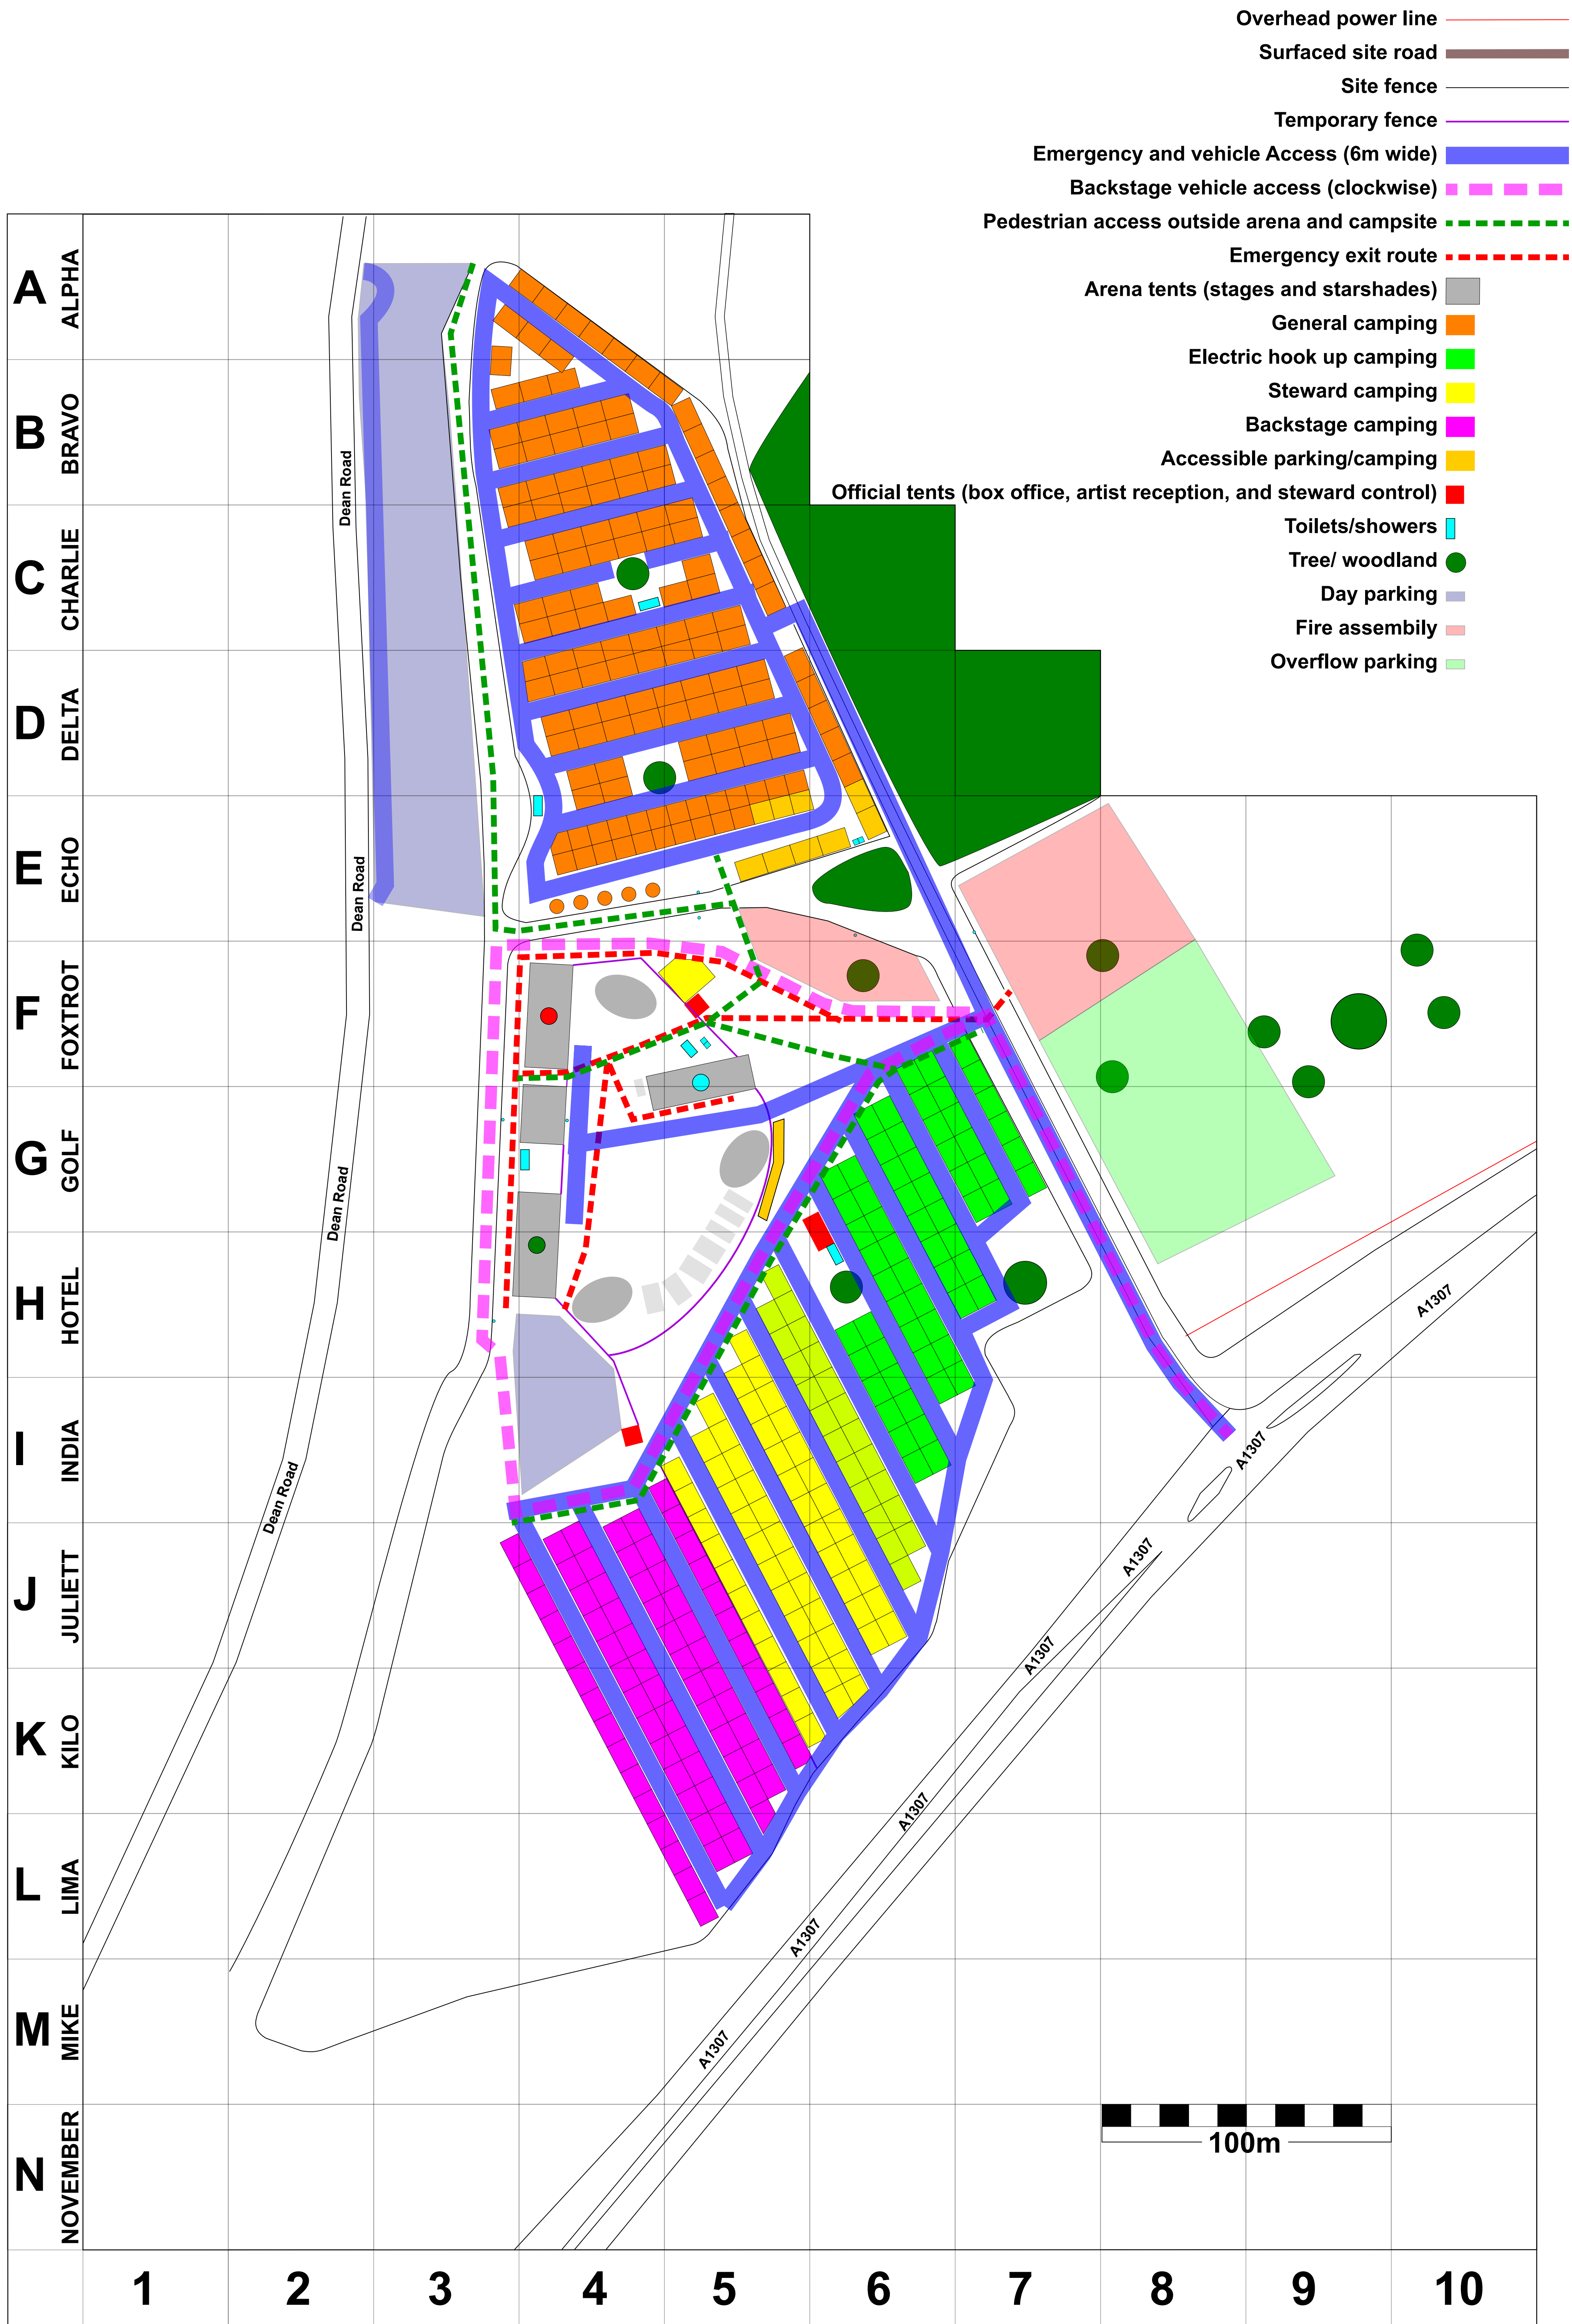 Overhead power line
Surfaced site road
Site fence
Temporary fence
Emergency and vehicle Access (6m wide)
Backstage vehicle access (clockwise)
Pedestrian access outside arena and campsite
Emergency exit route
Arena tents (stages and starshades)
General camping
Electric hook up camping
Steward camping
Backstage camping
Accessible parking/camping
Official tents (box office, artist reception, and steward control)
Toilets/showers
Tree/ woodland
Day parking
Fire assembily
Overflow parking
A ALPHA
B BRAVO
Dean Road
C CHARLIE
D DELTA
E ECHO
Dean Road
F FOXTROT
G GOLF
Dean Road
H HOTEL
A1307
I INDIA
A1307
Dean Road
J JULIETT
A1307
A1307
K KILO
A1307
L LIMA
A1307
M MIKE
A1307
N NOVEMBER
100m
1 2 3 4 5 6 7 8 9 10